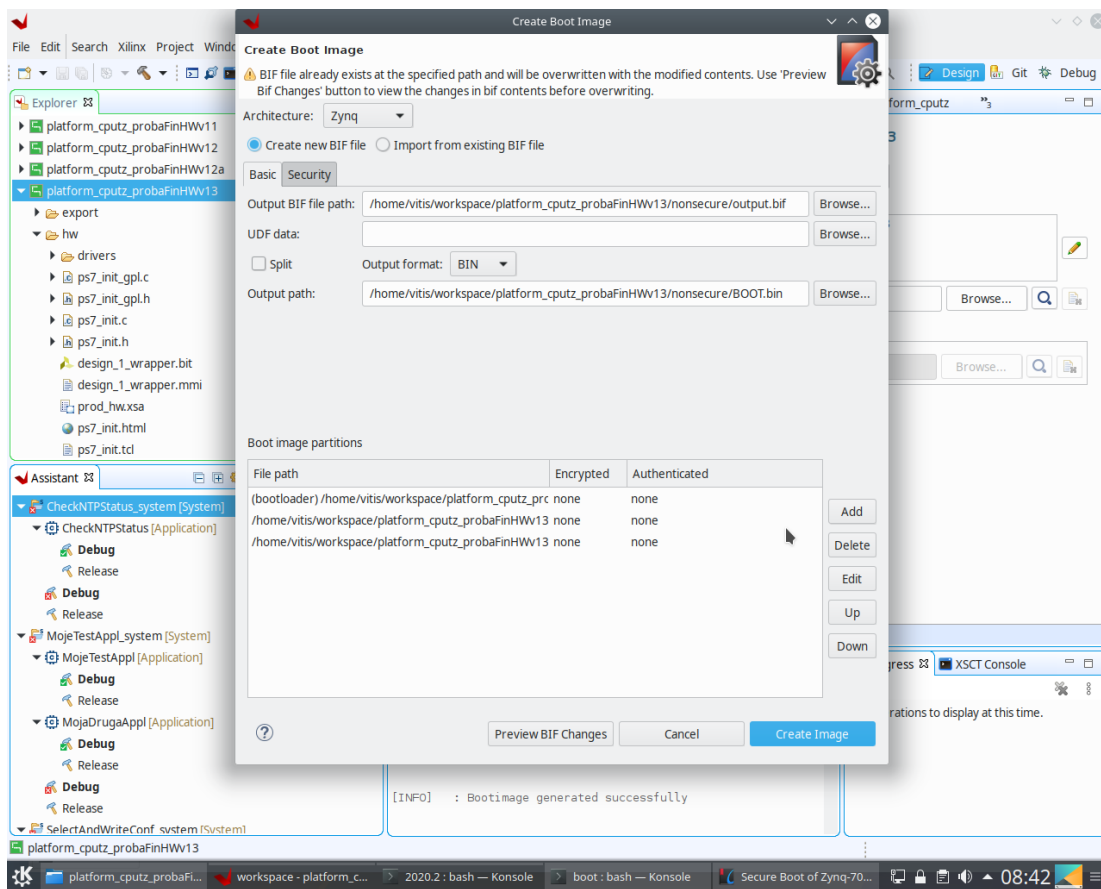 Create Boot Image
File Edit Search Xilinx Project
Create Boot Image
BIF file already exists at the specified path and will be overwritten with the modified contents. Use 'Preview
Bif Changes' button to view the changes in bif contents before overwriting.
Design Git Debug
Explorer
Architecture: Zynq
platform_cputz_probaFinHWv11
platform_cputz_probaFinHWv12
platform_cputz_probaFinHWv12a
platform_cputz_probaFinHWv13
export
hw
drivers
ps7_init_gpl.c
ps7_init_gpl.h
ps7_init.c
ps7_init.h
design_1_wrapper.bit
design_1_wrapper.mmi
prod_hw.xsa
ps7_init.html
ps7_init.tcl
Create new BIF file Import from existing BIF file
Basic Security
Output BIF file path: /home/vitis/workspace/platform_cputz_probaFinHWv13/nonsecure/output.bif Browse...
UDF data: Browse...
Split Output format: BIN
Output path: /home/vitis/workspace/platform_cputz_probaFinHWv13/nonsecure/BOOT.bin Browse...
Browse...
Browse...
Boot image partitions
File path Encrypted Authenticated
(bootloader) /home/vitis/workspace/platform_cputz_prc none none
/home/vitis/workspace/platform_cputz_probaFinHWv13 none none
/home/vitis/workspace/platform_cputz_probaFinHWv13 none none
Add
Delete
Edit
Up
Down
Preview BIF Changes Cancel Create Image
Assistant
CheckNTPStatus_system [System]
CheckNTPStatus [Application]
Debug
Release
Debug
Release
MojeTestAppl_system [System]
MojeTestAppl [Application]
Debug
Release
MojaDrugaAppl [Application]
Debug
Release
Debug
Release
SelectAndWriteConf_system [System]
XSCT Console
rations to display at this time.
[INFO] : Bootimage generated successfully
platform_cputz_probaFinHWv13
platform_cputz_probaFi... workspace - platform_c... 2020.2 : bash — Konsole boot : bash — Konsole Secure Boot of Zynq-70... 08:42